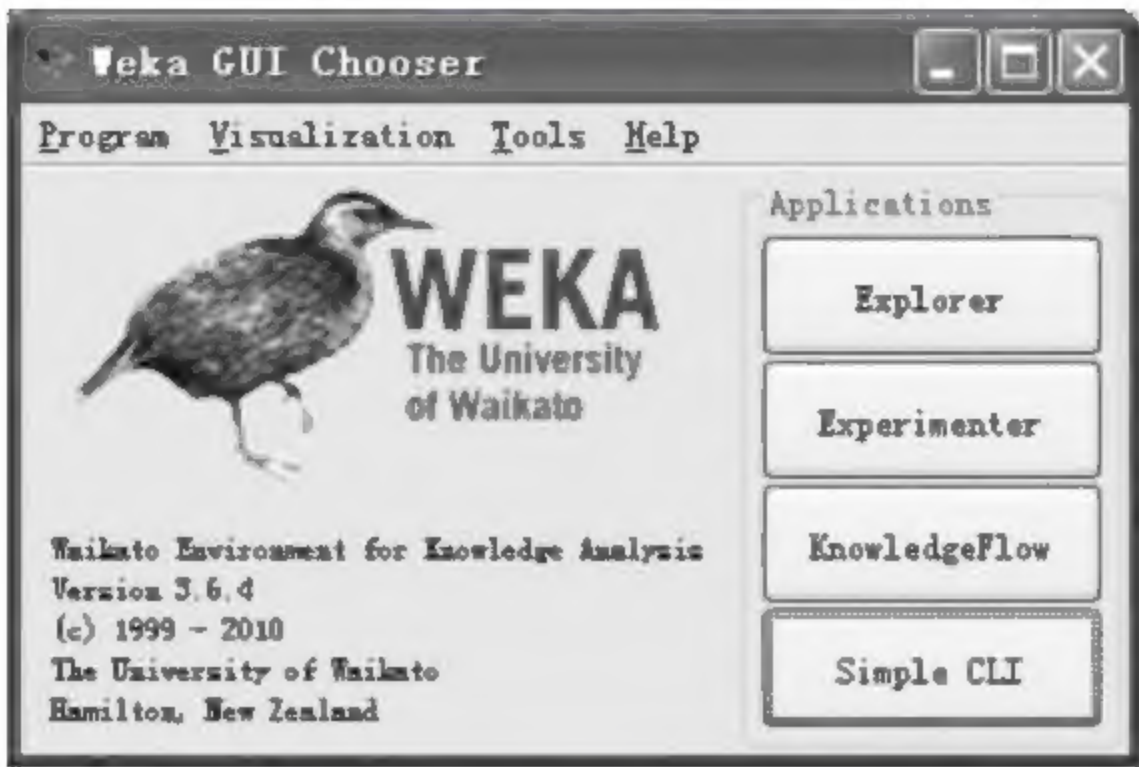 Weka GUI Chooser
Program Visualization Tools Help
WEKA
The University
of Waikato
Waikato Environment for Knowledge Analysis
Version 3.6.4
(c) 1999 - 2010
The University of Waikato
Hamilton, New Zealand
Applications
Explorer
Experimenter
KnowledgeFlow
Simple CLI